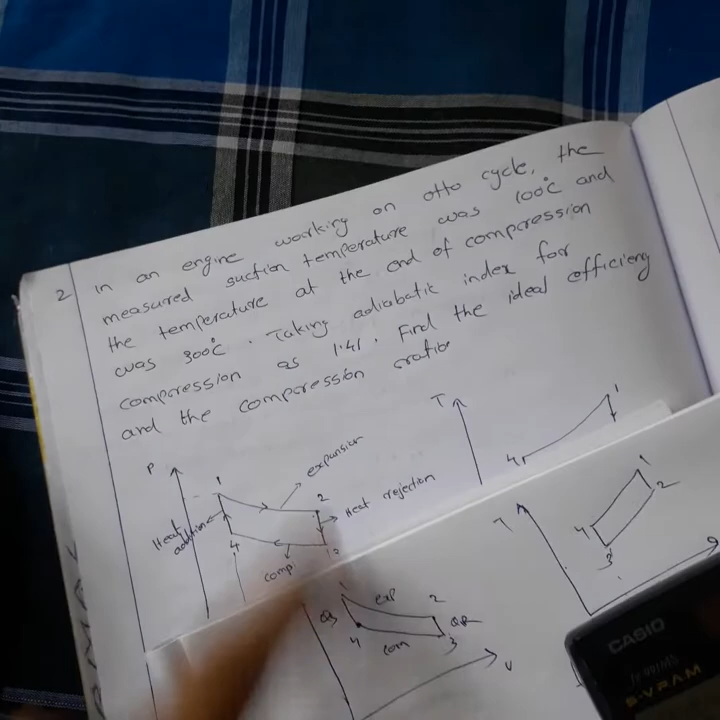 2 In an engine working on otto cycle, the
measured suction temperature was 100°C and
the temperature at the end of compression
was 300°C. Taking adiabatic index for
compression as 1.41. Find the ideal efficiency
and the compression ratio
P
1
expansion
2
Heat addition
Heat rejection
4
compi
T
1
4
T
1
2
4
3
1
exp
2
4
com
3
QR
V
CASIO
S-V.P.A.M.